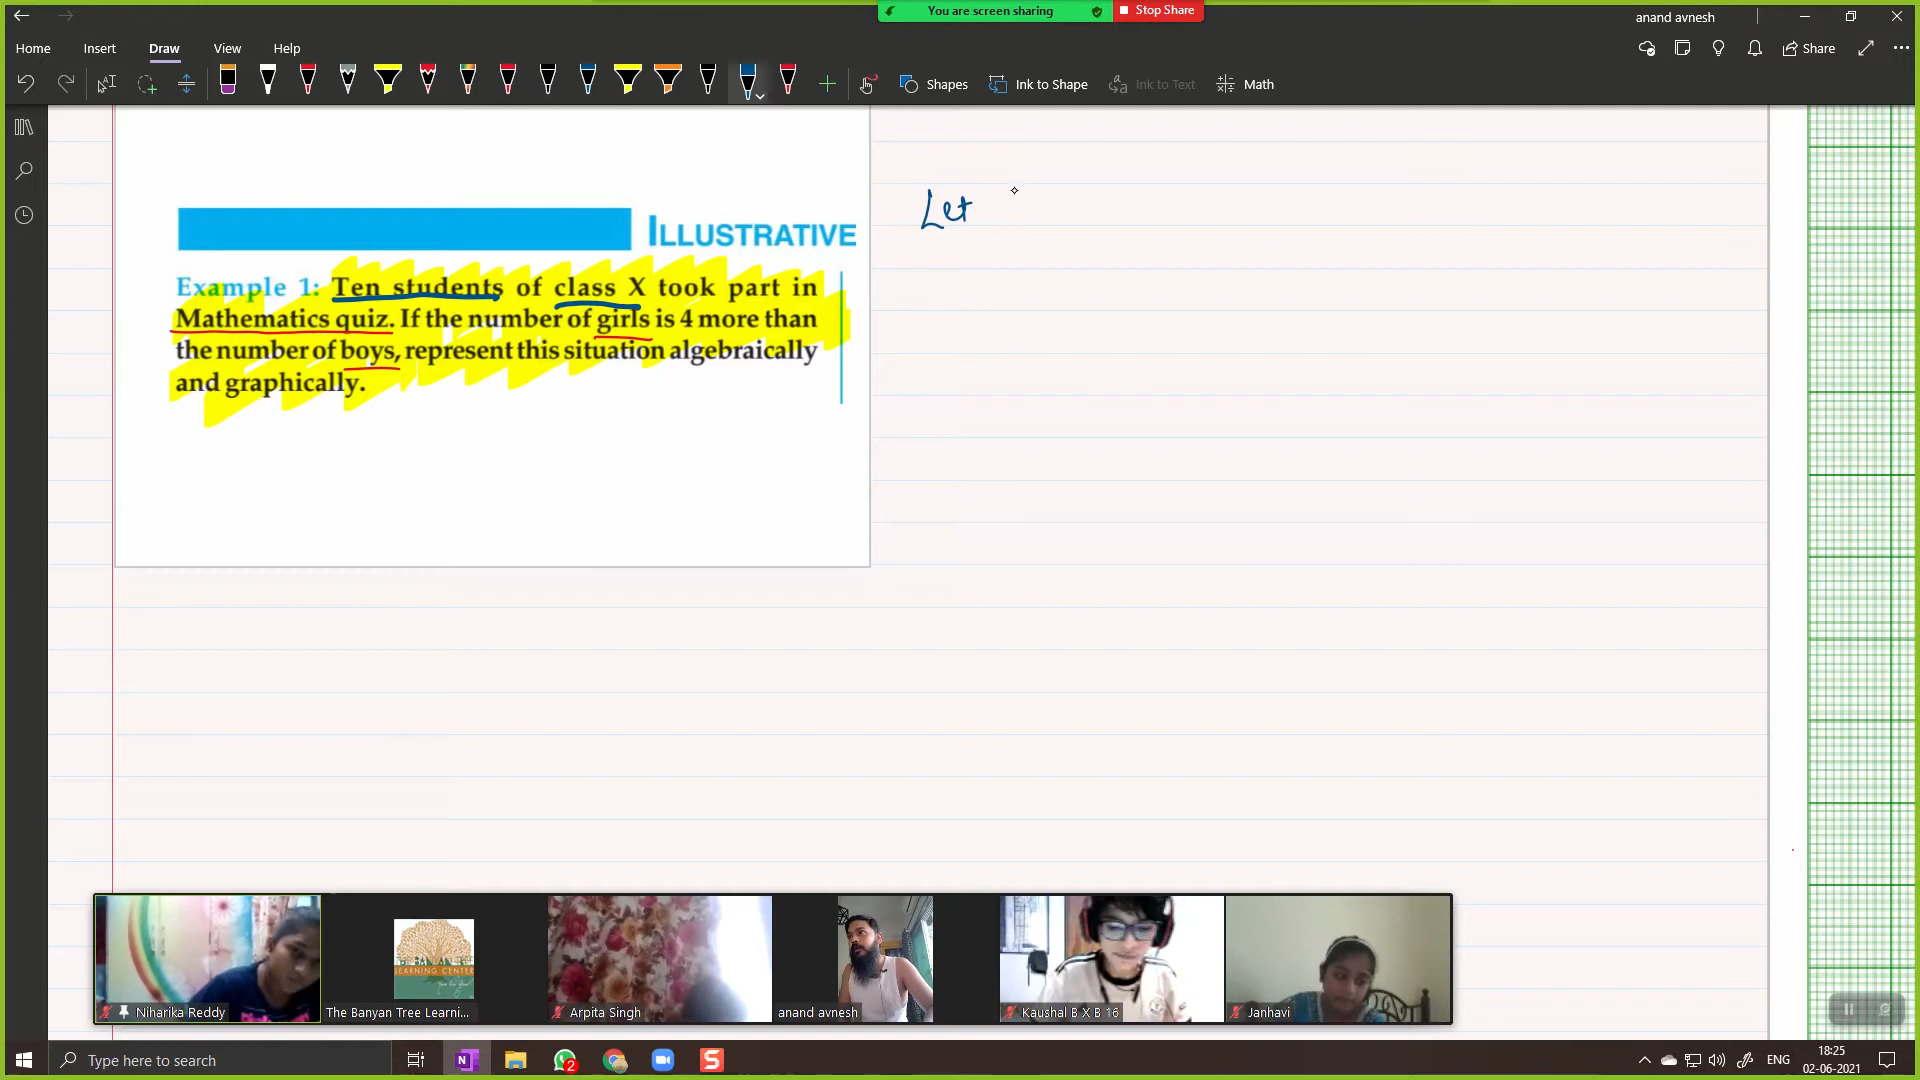 You are screen sharing
Stop Share
anand avnesh
Home Insert Draw View Help
Share
Shapes Ink to Shape Ink to Text Math
Let
ILLUSTRATIVE
Example 1: Ten students of class X took part in
Mathematics quiz. If the number of girls is 4 more than
the number of boys, represent this situation algebraically
and graphically.
LEARNING CENTER
Niharika Reddy
The Banyan Tree Learni...
Arpita Singh
anand avnesh
Kaushal B X B 16
Janhavi
Type here to search
N
2
S
ENG
18:25
02-06-2021